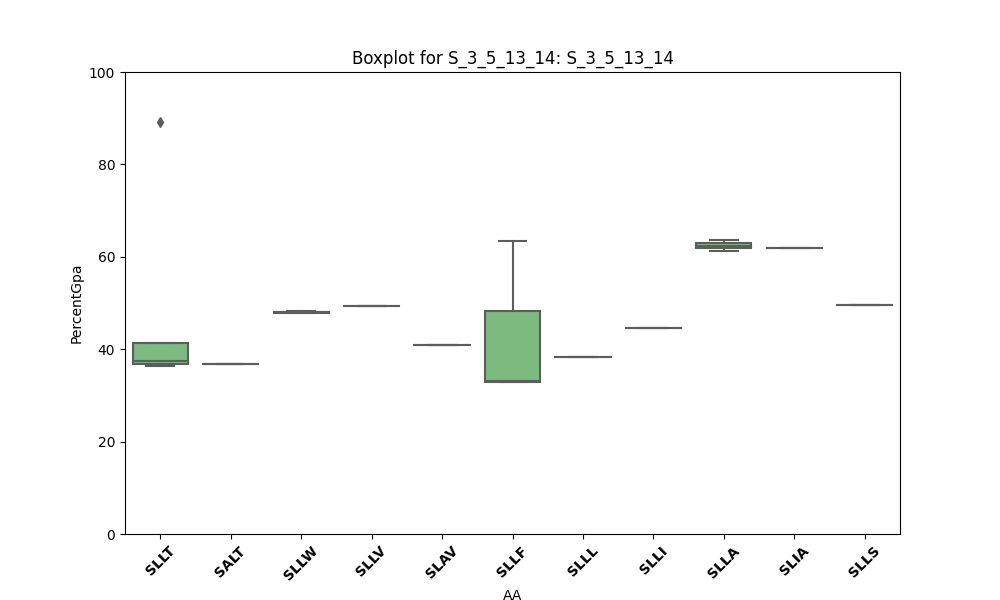 Boxplot for S_3_5_13_14: S_3_5_13_14
100
80
60
40
20
0
PercentGpa
SLLT SALT SLLW SLLV SLAV SLLF SLLL SLLI SLLA SLIA SLLS
AA